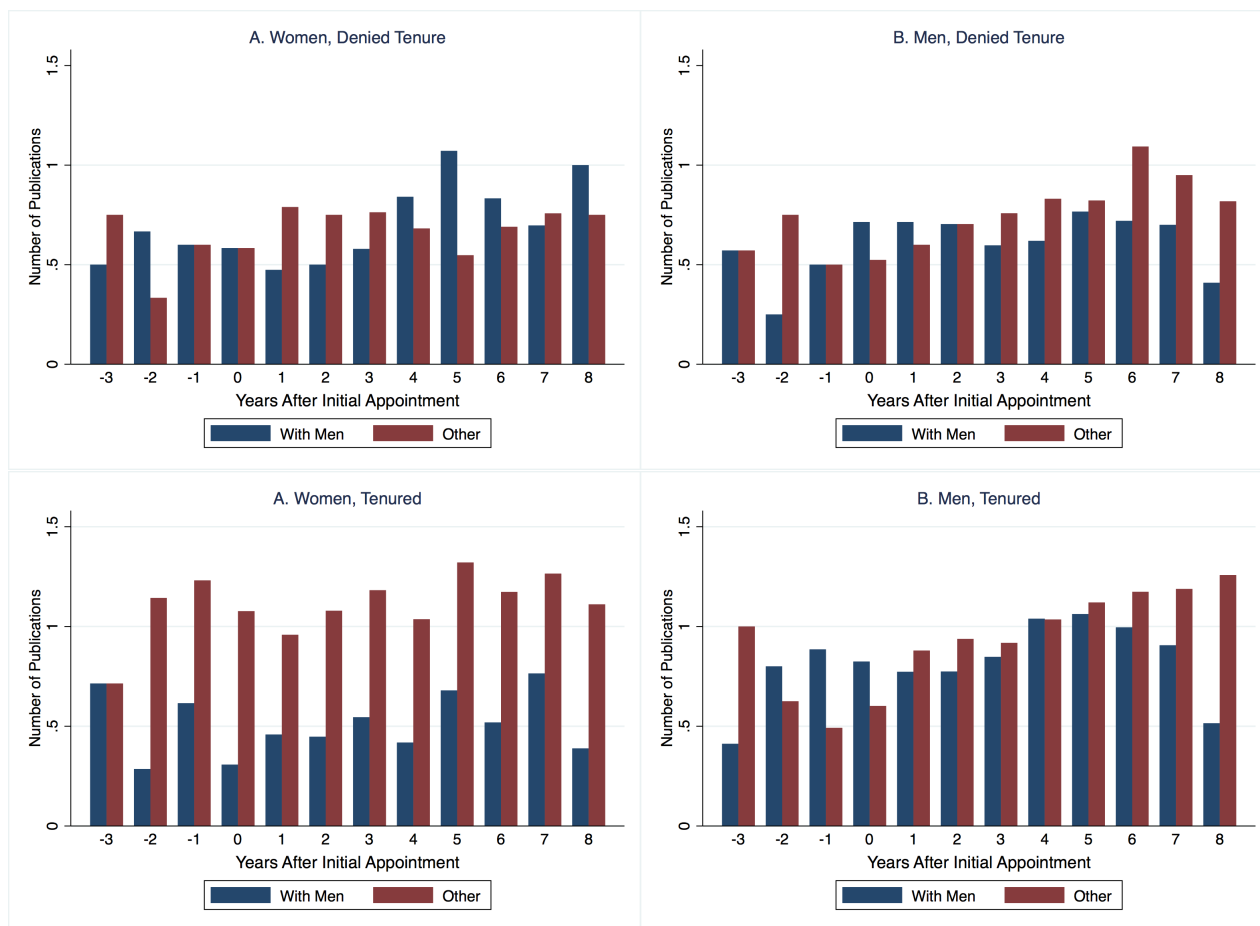 A. Women, Denied Tenure
Number of Publications
1.5
1
.5
0
-3 -2 -1 0 1 2 3 4 5 6 7 8
Years After Initial Appointment
With Men Other
B. Men, Denied Tenure
Number of Publications
1.5
1
.5
0
-3 -2 -1 0 1 2 3 4 5 6 7 8
Years After Initial Appointment
With Men Other
A. Women, Tenured
Number of Publications
1.5
1
.5
0
-3 -2 -1 0 1 2 3 4 5 6 7 8
Years After Initial Appointment
With Men Other
B. Men, Tenured
Number of Publications
1.5
1
.5
0
-3 -2 -1 0 1 2 3 4 5 6 7 8
Years After Initial Appointment
With Men Other